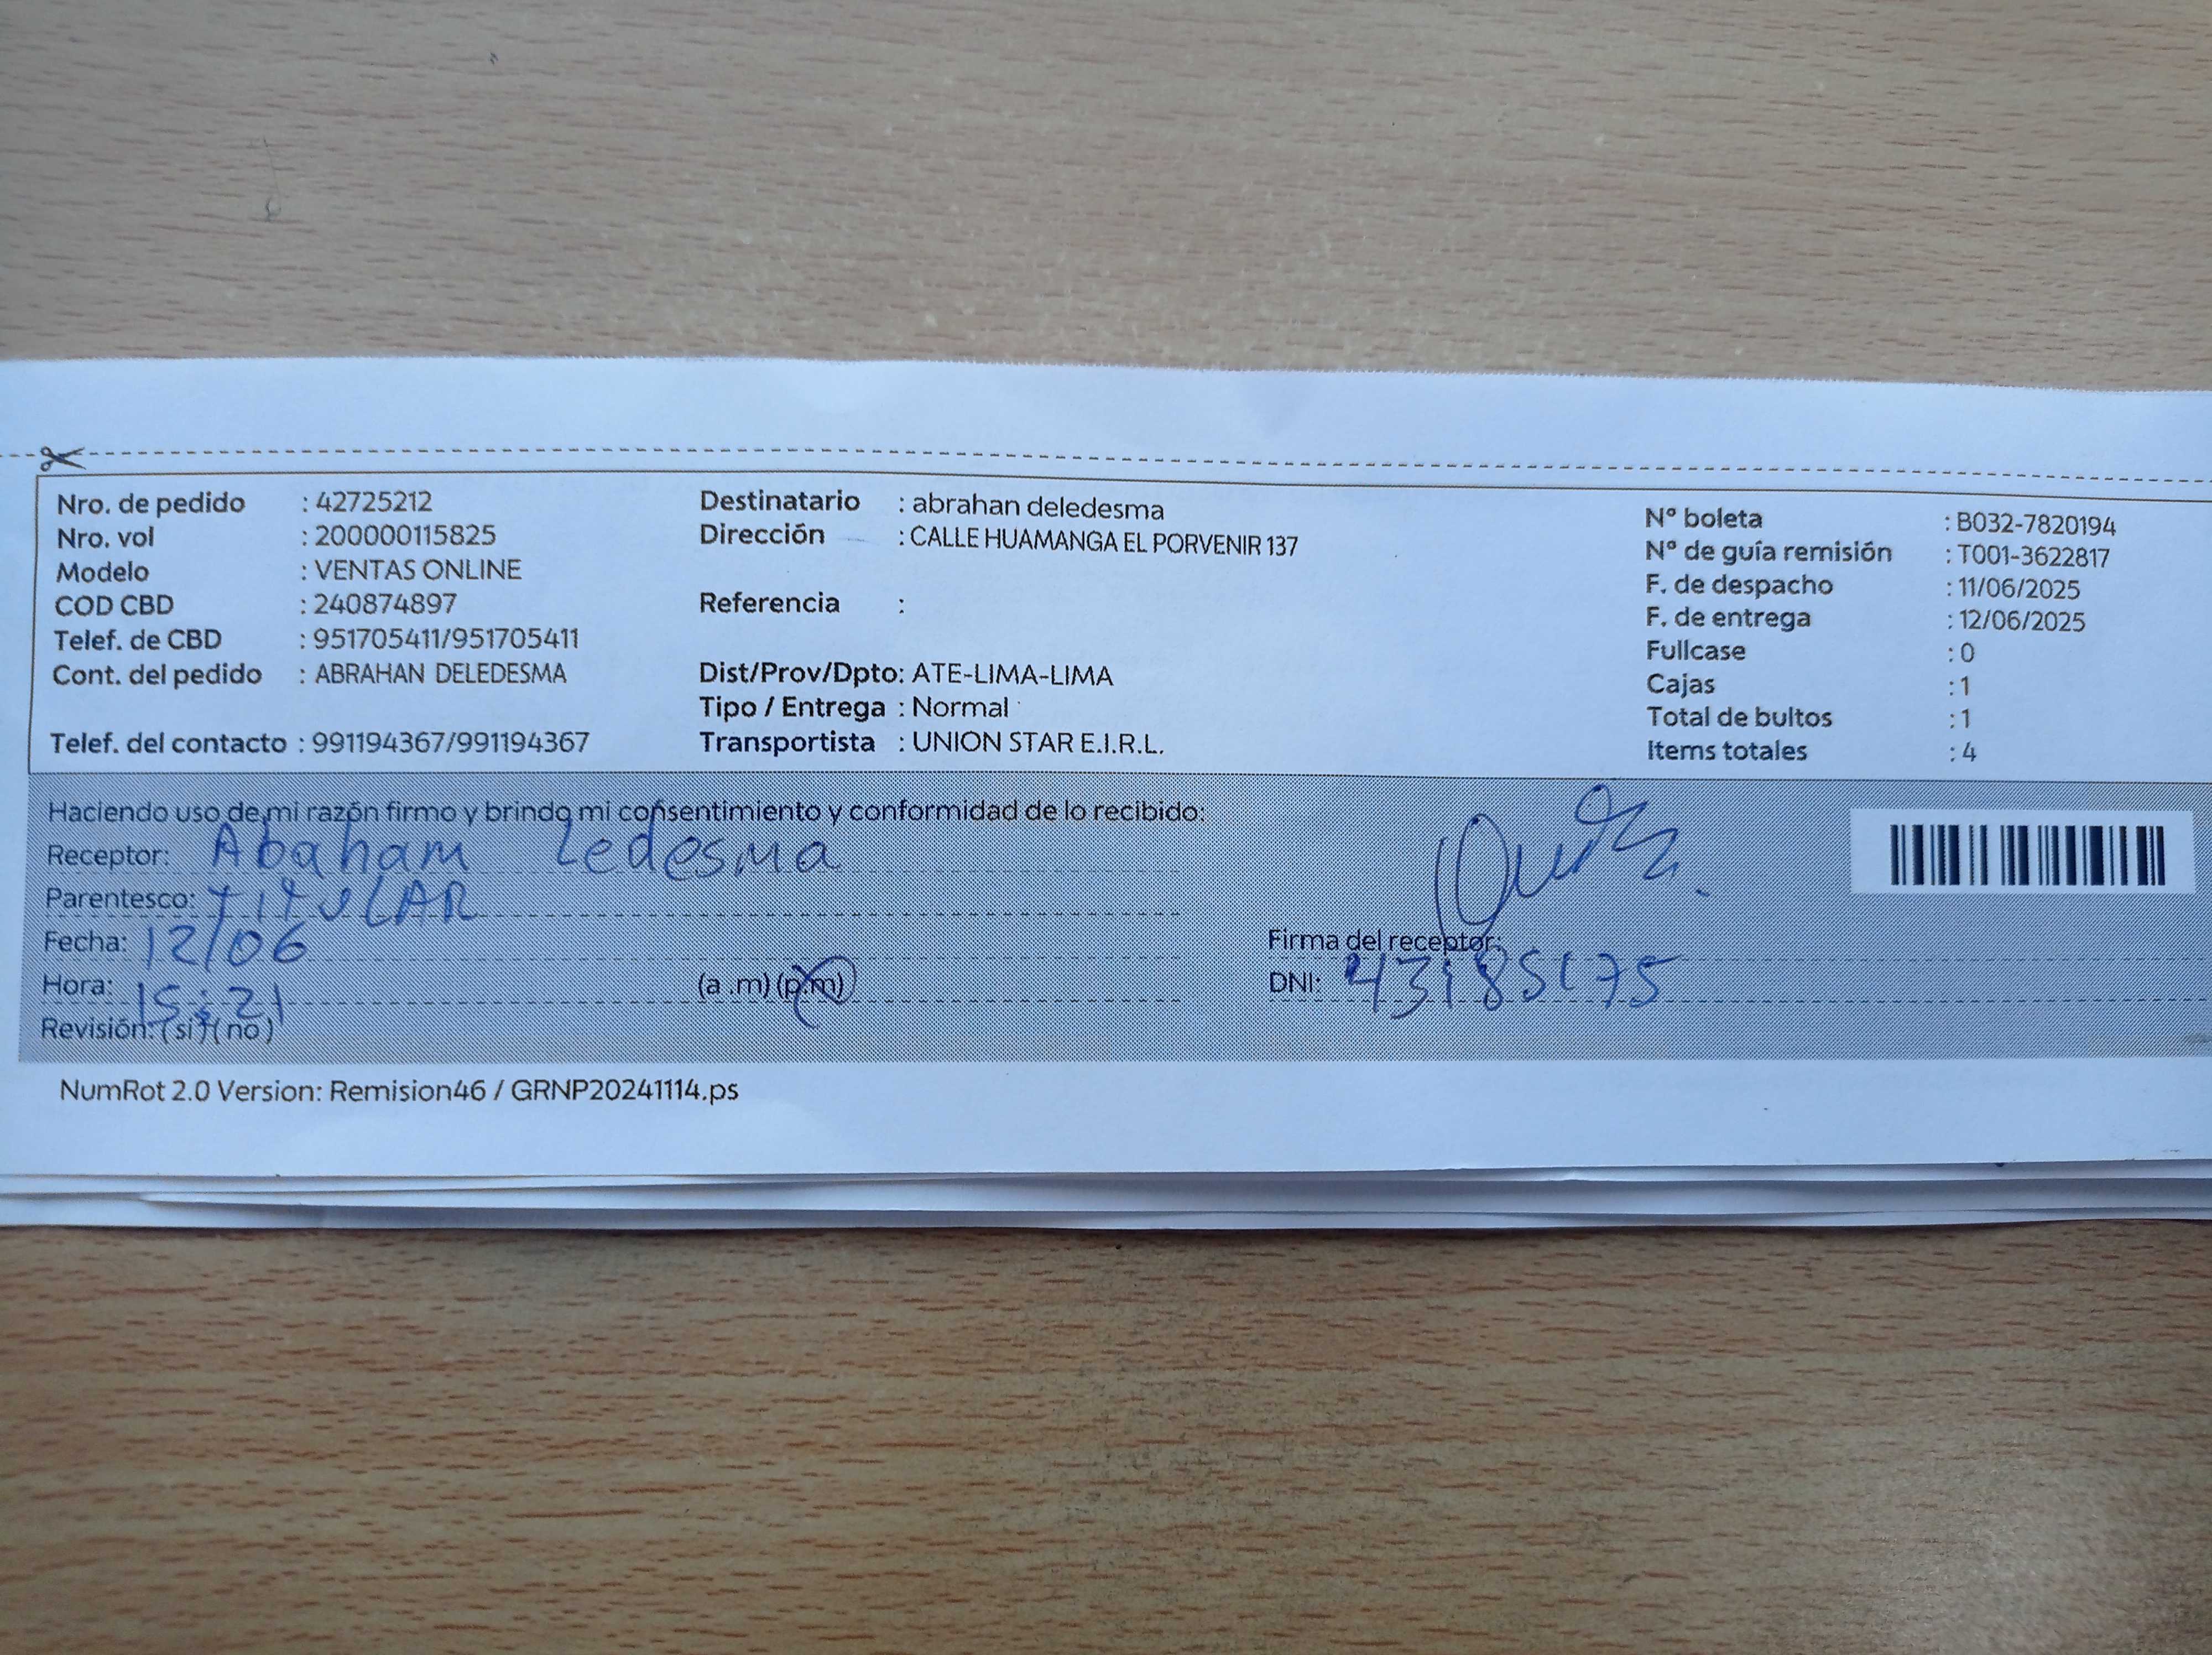 Nro. de pedido : 42725212
Nro. vol : 200000115825
Modelo : VENTAS ONLINE
COD CBD : 240874897
Telef. de CBD : 951705411/951705411
Cont. del pedido : ABRAHAN DELEDESMA
Telef. del contacto : 991194367/991194367
Destinatario : abrahan deledesma
Dirección : CALLE HUAMANGA EL PORVENIR 137
Referencia :
Dist/Prov/Dpto: ATE-LIMA-LIMA
Tipo / Entrega : Normal
Transportista : UNION STAR E.I.R.L.
N° boleta : B032-7820194
N° de guía remisión : T001-3622817
F. de despacho : 11/06/2025
F. de entrega : 12/06/2025
Fullcase : 0
Cajas : 1
Total de bultos : 1
Items totales : 4
Haciendo uso de mi razón firmo y brindo mi consentimiento y conformidad de lo recibido:
Receptor: Abaham Ledesma
Parentesco: TITULAR
Fecha: 12/06
Hora: 15:21 (a .m) (p.m)
Revisión: (si) (no)
Firma del receptor:
DNI:
NumRot 2.0 Version: Remision46 / GRNP20241114.ps